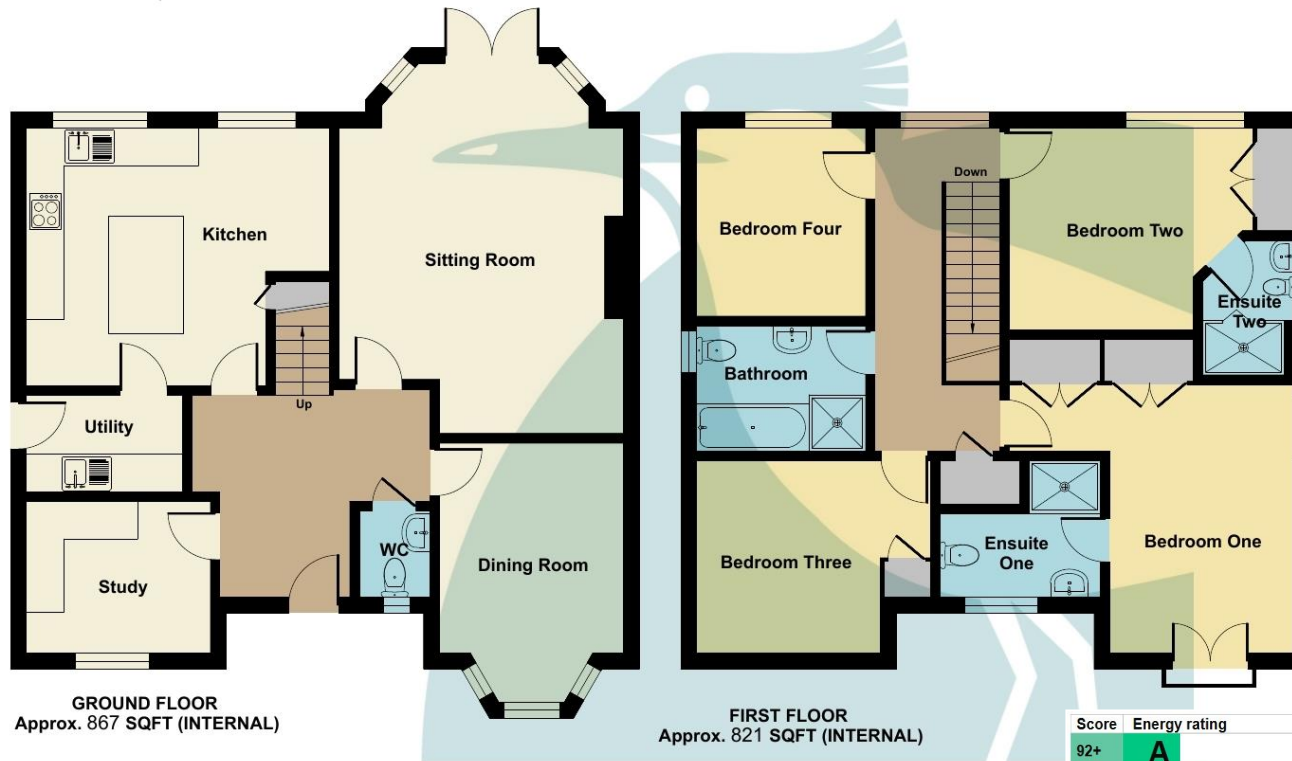 Kitchen
Sitting Room
Up
Utility
Study
WC
Dining Room
GROUND FLOOR
Approx. 867 SQFT (INTERNAL)
Down
Bedroom Four
Bedroom Two
Ensuite
Two
Bathroom
Bedroom Three
Ensuite
One
Bedroom One
FIRST FLOOR
Approx. 821 SQFT (INTERNAL)
Score Energy rating
92+ A